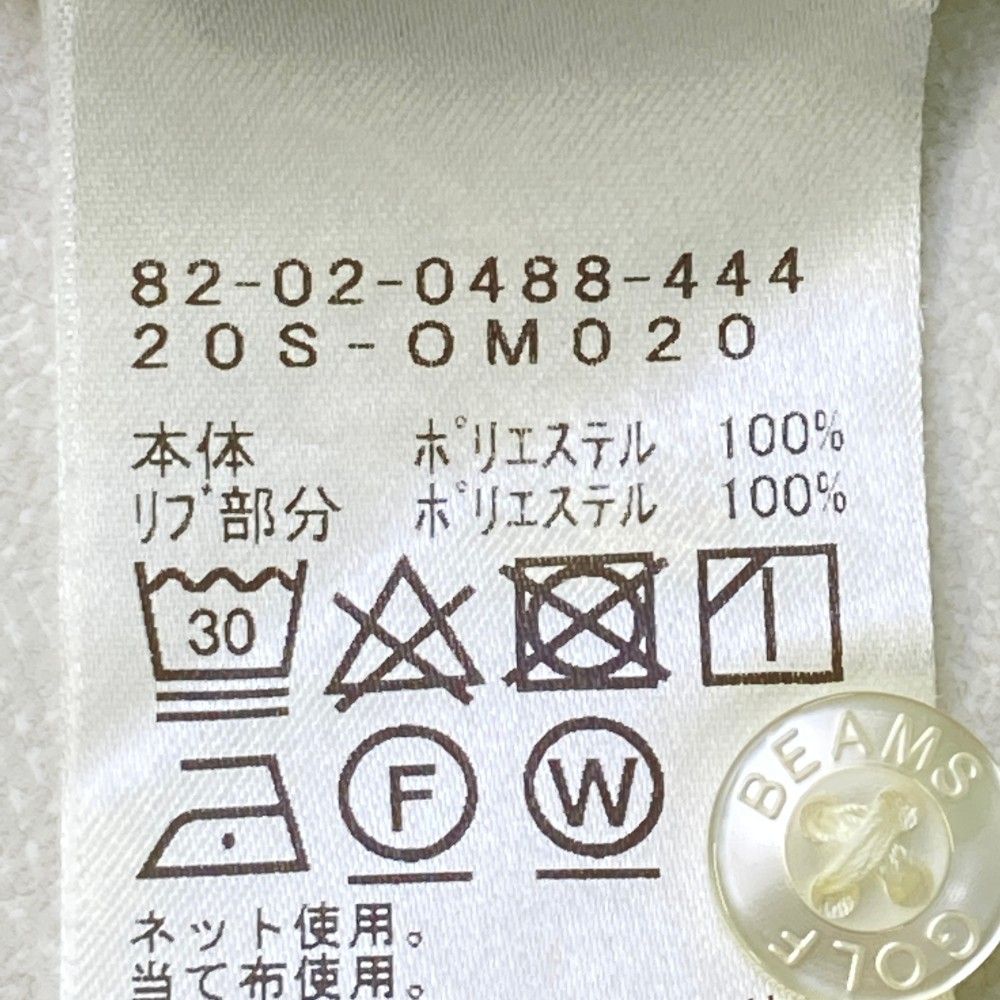 82-02-0488-444
20S-OM020
本体 ポリエステル 100%
リブ部分 ポリエステル 100%
30
F W
ネット使用。
当て布使用。
BEAMS GOLF